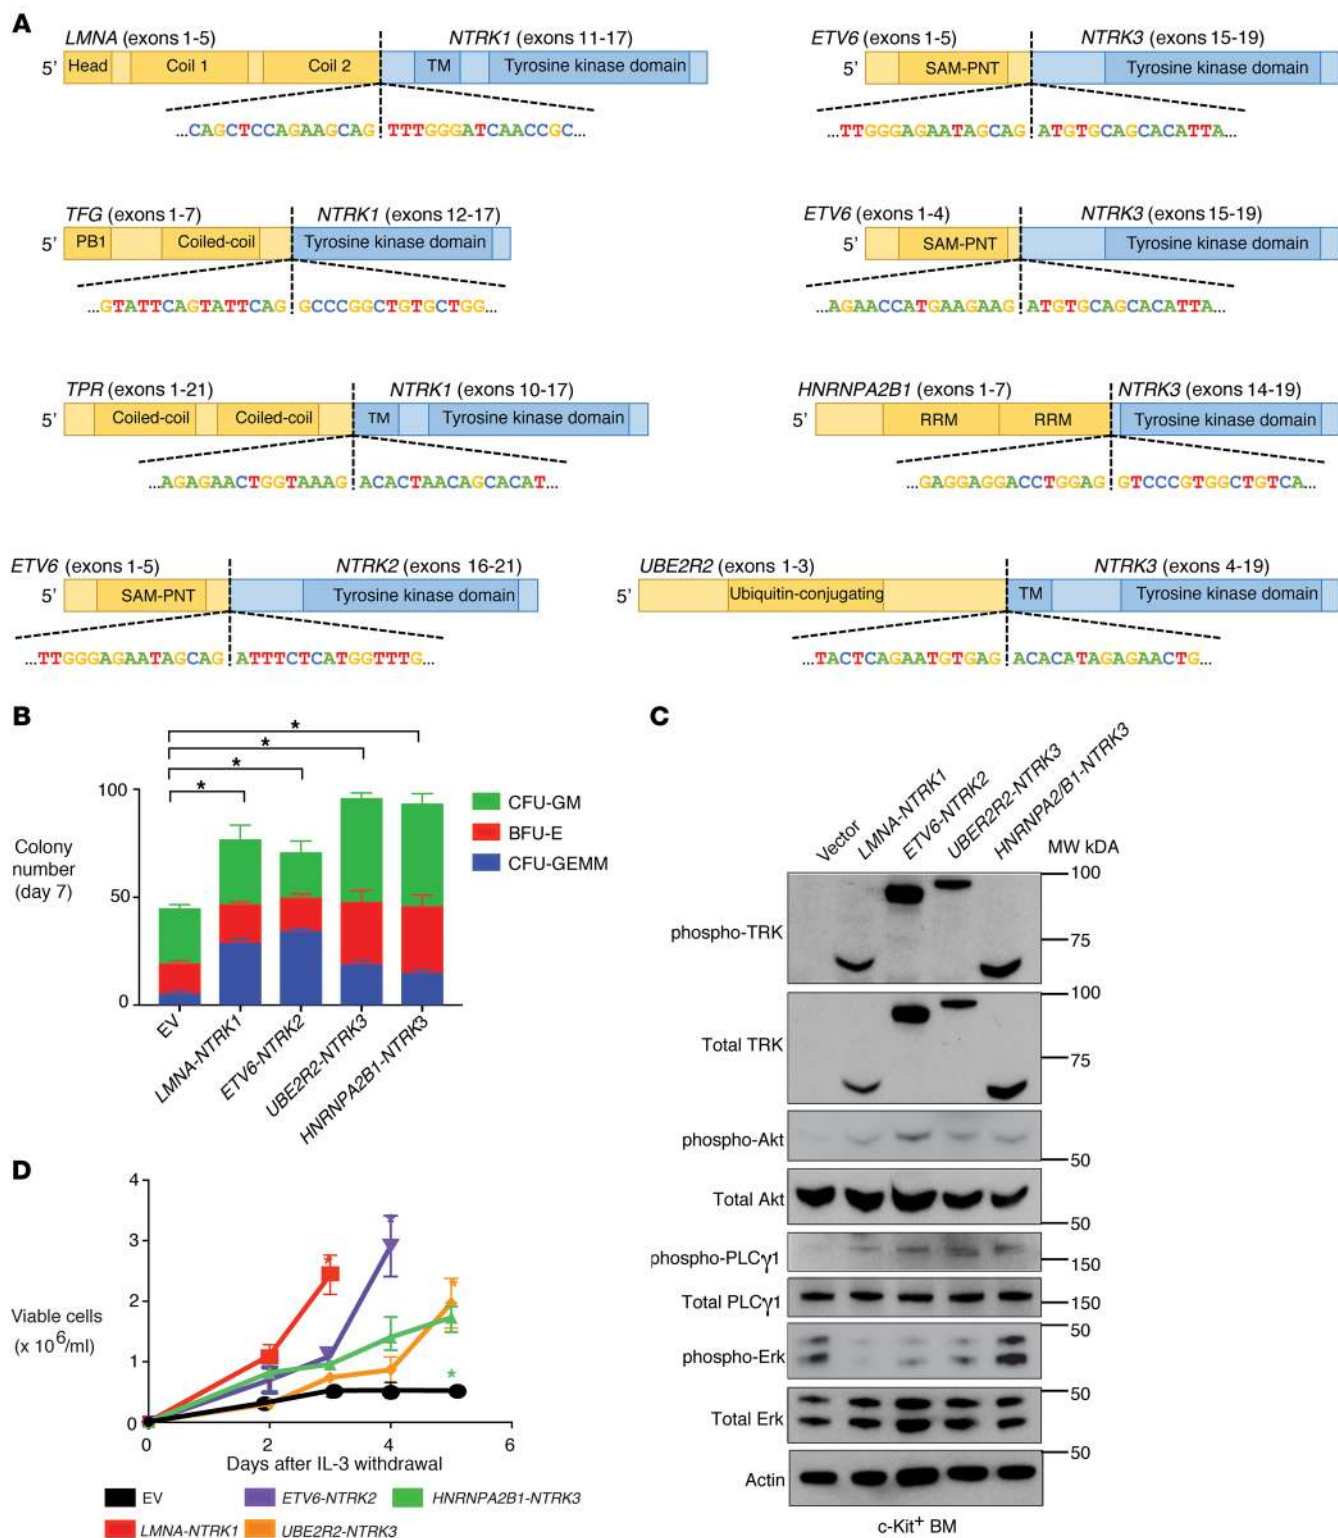 A
LMNA (exons 1-5) NTRK1 (exons 11-17)
5' Head Coil 1 Coil 2 TM Tyrosine kinase domain
...CAGCTCCAGAAGCAG TTTGGGATCAACCGC...
ETV6 (exons 1-5) NTRK3 (exons 15-19)
5' SAM-PNT Tyrosine kinase domain
...TTGGGAGAATAGCAG ATGTGCAGCACATTA...
TFG (exons 1-7) NTRK1 (exons 12-17)
5' PB1 Coiled-coil Tyrosine kinase domain
...GTATTCAGTATTCAG GCCCGGCTGTGCTGG...
ETV6 (exons 1-4) NTRK3 (exons 15-19)
5' SAM-PNT Tyrosine kinase domain
...AGAACCATGAAGAAG ATGTGCAGCACATTA...
TPR (exons 1-21) NTRK1 (exons 10-17)
5' Coiled-coil Coiled-coil TM Tyrosine kinase domain
...AGAGAACTGGTAAAG ACACTAACAGCACAT...
HNRNPA2B1 (exons 1-7) NTRK3 (exons 14-19)
5' RRM RRM Tyrosine kinase domain
...GAGGAGGACCTGGAG GTCCCGTGGCTGTCA...
ETV6 (exons 1-5) NTRK2 (exons 16-21)
5' SAM-PNT Tyrosine kinase domain
...TTGGGAGAATAGCAG ATTTCTCATGGTTTG...
UBE2R2 (exons 1-3) NTRK3 (exons 4-19)
5' Ubiquitin-conjugating TM Tyrosine kinase domain
...TACTCAGAATGTGAG ACACATAGAGAACTG...
B
* * * *
100
50
0
Colony
number
(day 7)
CFU-GM
BFU-E
CFU-GEMM
EV
LMNA-NTRK1
ETV6-NTRK2
UBE2R2-NTRK3
HNRNPA2B1-NTRK3
C
Vector
LMNA-NTRK1
ETV6-NTRK2
UBER2R2-NTRK3
HNRNPA2/B1-NTRK3
MW kDA
phospho-TRK 100
75
Total TRK 100
75
phospho-Akt 50
Total Akt 50
phospho-PLCγ1 150
Total PLCγ1 150
phospho-Erk 50
Total Erk 50
Actin 50
c-Kit+ BM
D
4
3
2
1
0
Viable cells
(x 10^6/ml)
* * * *
0 2 4 6
Days after IL-3 withdrawal
EV ETV6-NTRK2 HNRNPA2B1-NTRK3
LMNA-NTRK1 UBE2R2-NTRK3